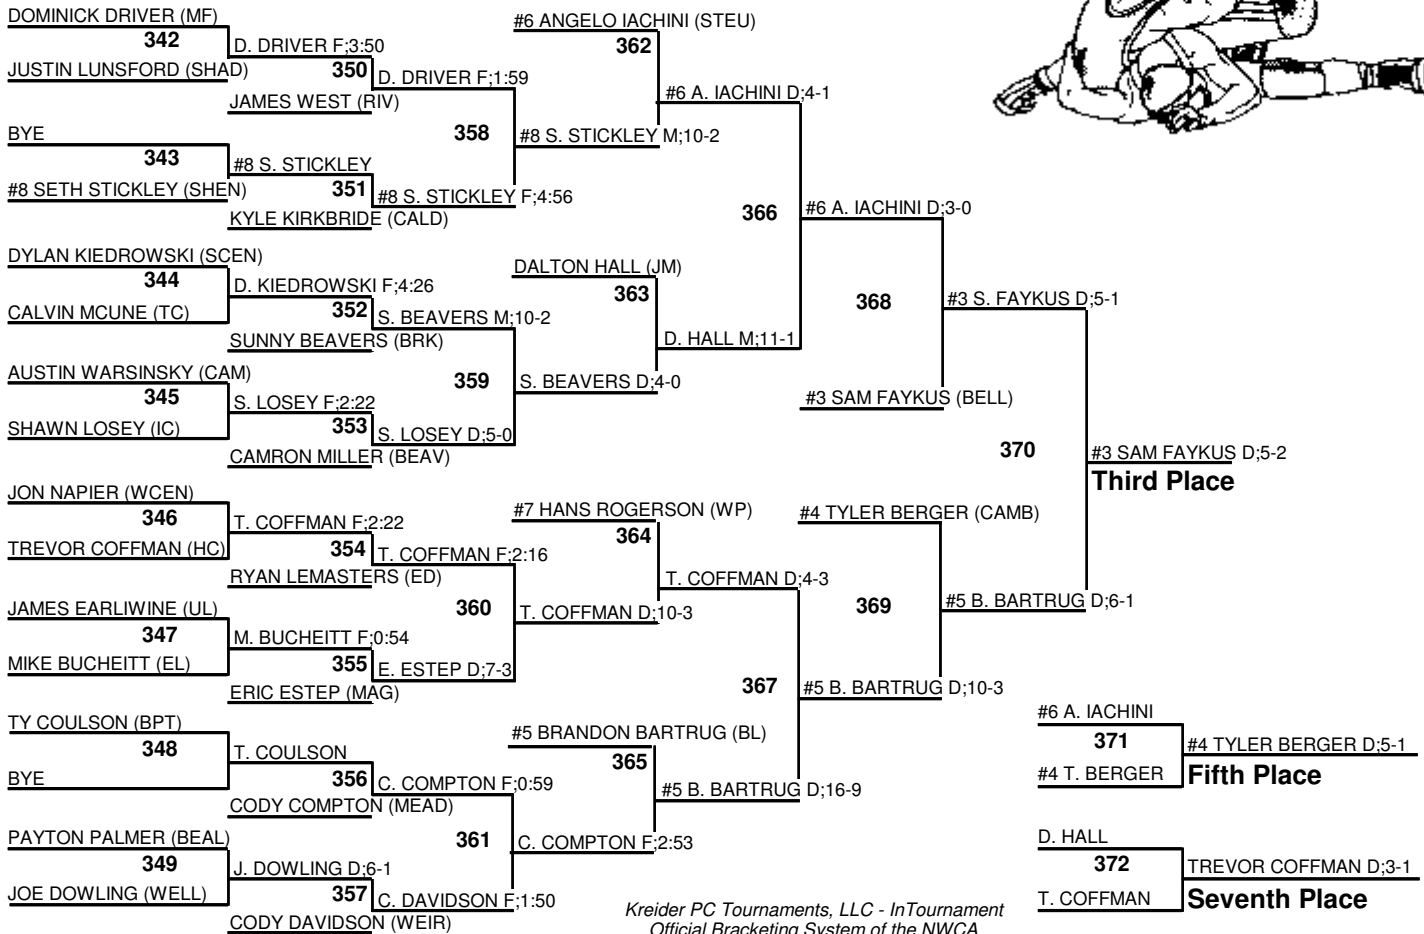 DOMINICK DRIVER (MF)
342
JUSTIN LUNSFORD (SHAD)
D. DRIVER F;3:50
350
JAMES WEST (RIV)
D. DRIVER F;1:59
BYE
343
#8 SETH STICKLEY (SHEN)
#8 S. STICKLEY
351
KYLE KIRKBRIDE (CALD)
#8 S. STICKLEY F;4:56
358
#6 ANGELO IACHINI (STEU)
362
#8 S. STICKLEY M;10-2
#6 A. IACHINI D;4-1
DYLAN KIEDROWSKI (SCEN)
344
CALVIN MCUNE (TC)
D. KIEDROWSKI F;4:26
352
SUNNY BEAVERS (BRK)
S. BEAVERS M;10-2
AUSTIN WARSINSKY (CAM)
345
SHAWN LOSEY (IC)
S. LOSEY F;2:22
353
CAMRON MILLER (BEAV)
S. LOSEY D;5-0
359
DALTON HALL (JM)
363
S. BEAVERS D;4-0
D. HALL M;11-1
366
#6 A. IACHINI D;3-0
368
#3 SAM FAYKUS (BELL)
#3 S. FAYKUS D;5-1
JON NAPIER (WCEN)
346
TREVOR COFFMAN (HC)
T. COFFMAN F;2:22
354
RYAN LEMASTERS (ED)
T. COFFMAN F;2:16
JAMES EARLIWINE (UL)
347
MIKE BUCHEITT (EL)
M. BUCHEITT F;0:54
355
ERIC ESTEP (MAG)
E. ESTEP D;7-3
360
#7 HANS ROGERSON (WP)
364
T. COFFMAN D;10-3
T. COFFMAN D;4-3
TY COULSON (BPT)
348
BYE
T. COULSON
356
CODY COMPTON (MEAD)
C. COMPTON F;0:59
PAYTON PALMER (BEAL)
349
JOE DOWLING (WELL)
J. DOWLING D;6-1
357
CODY DAVIDSON (WEIR)
C. DAVIDSON F;1:50
361
#5 BRANDON BARTRUG (BL)
365
C. COMPTON F;2:53
#5 B. BARTRUG D;16-9
367
#4 TYLER BERGER (CAMB)
369
#5 B. BARTRUG D;10-3
#5 B. BARTRUG D;6-1
370
#3 SAM FAYKUS D;5-2
Third Place
#6 A. IACHINI
371
#4 T. BERGER
#4 TYLER BERGER D;5-1
Fifth Place
D. HALL
372
T. COFFMAN
TREVOR COFFMAN D;3-1
Seventh Place
Kreider PC Tournaments, LLC - InTournament
Official Bracketing System of the NWCA